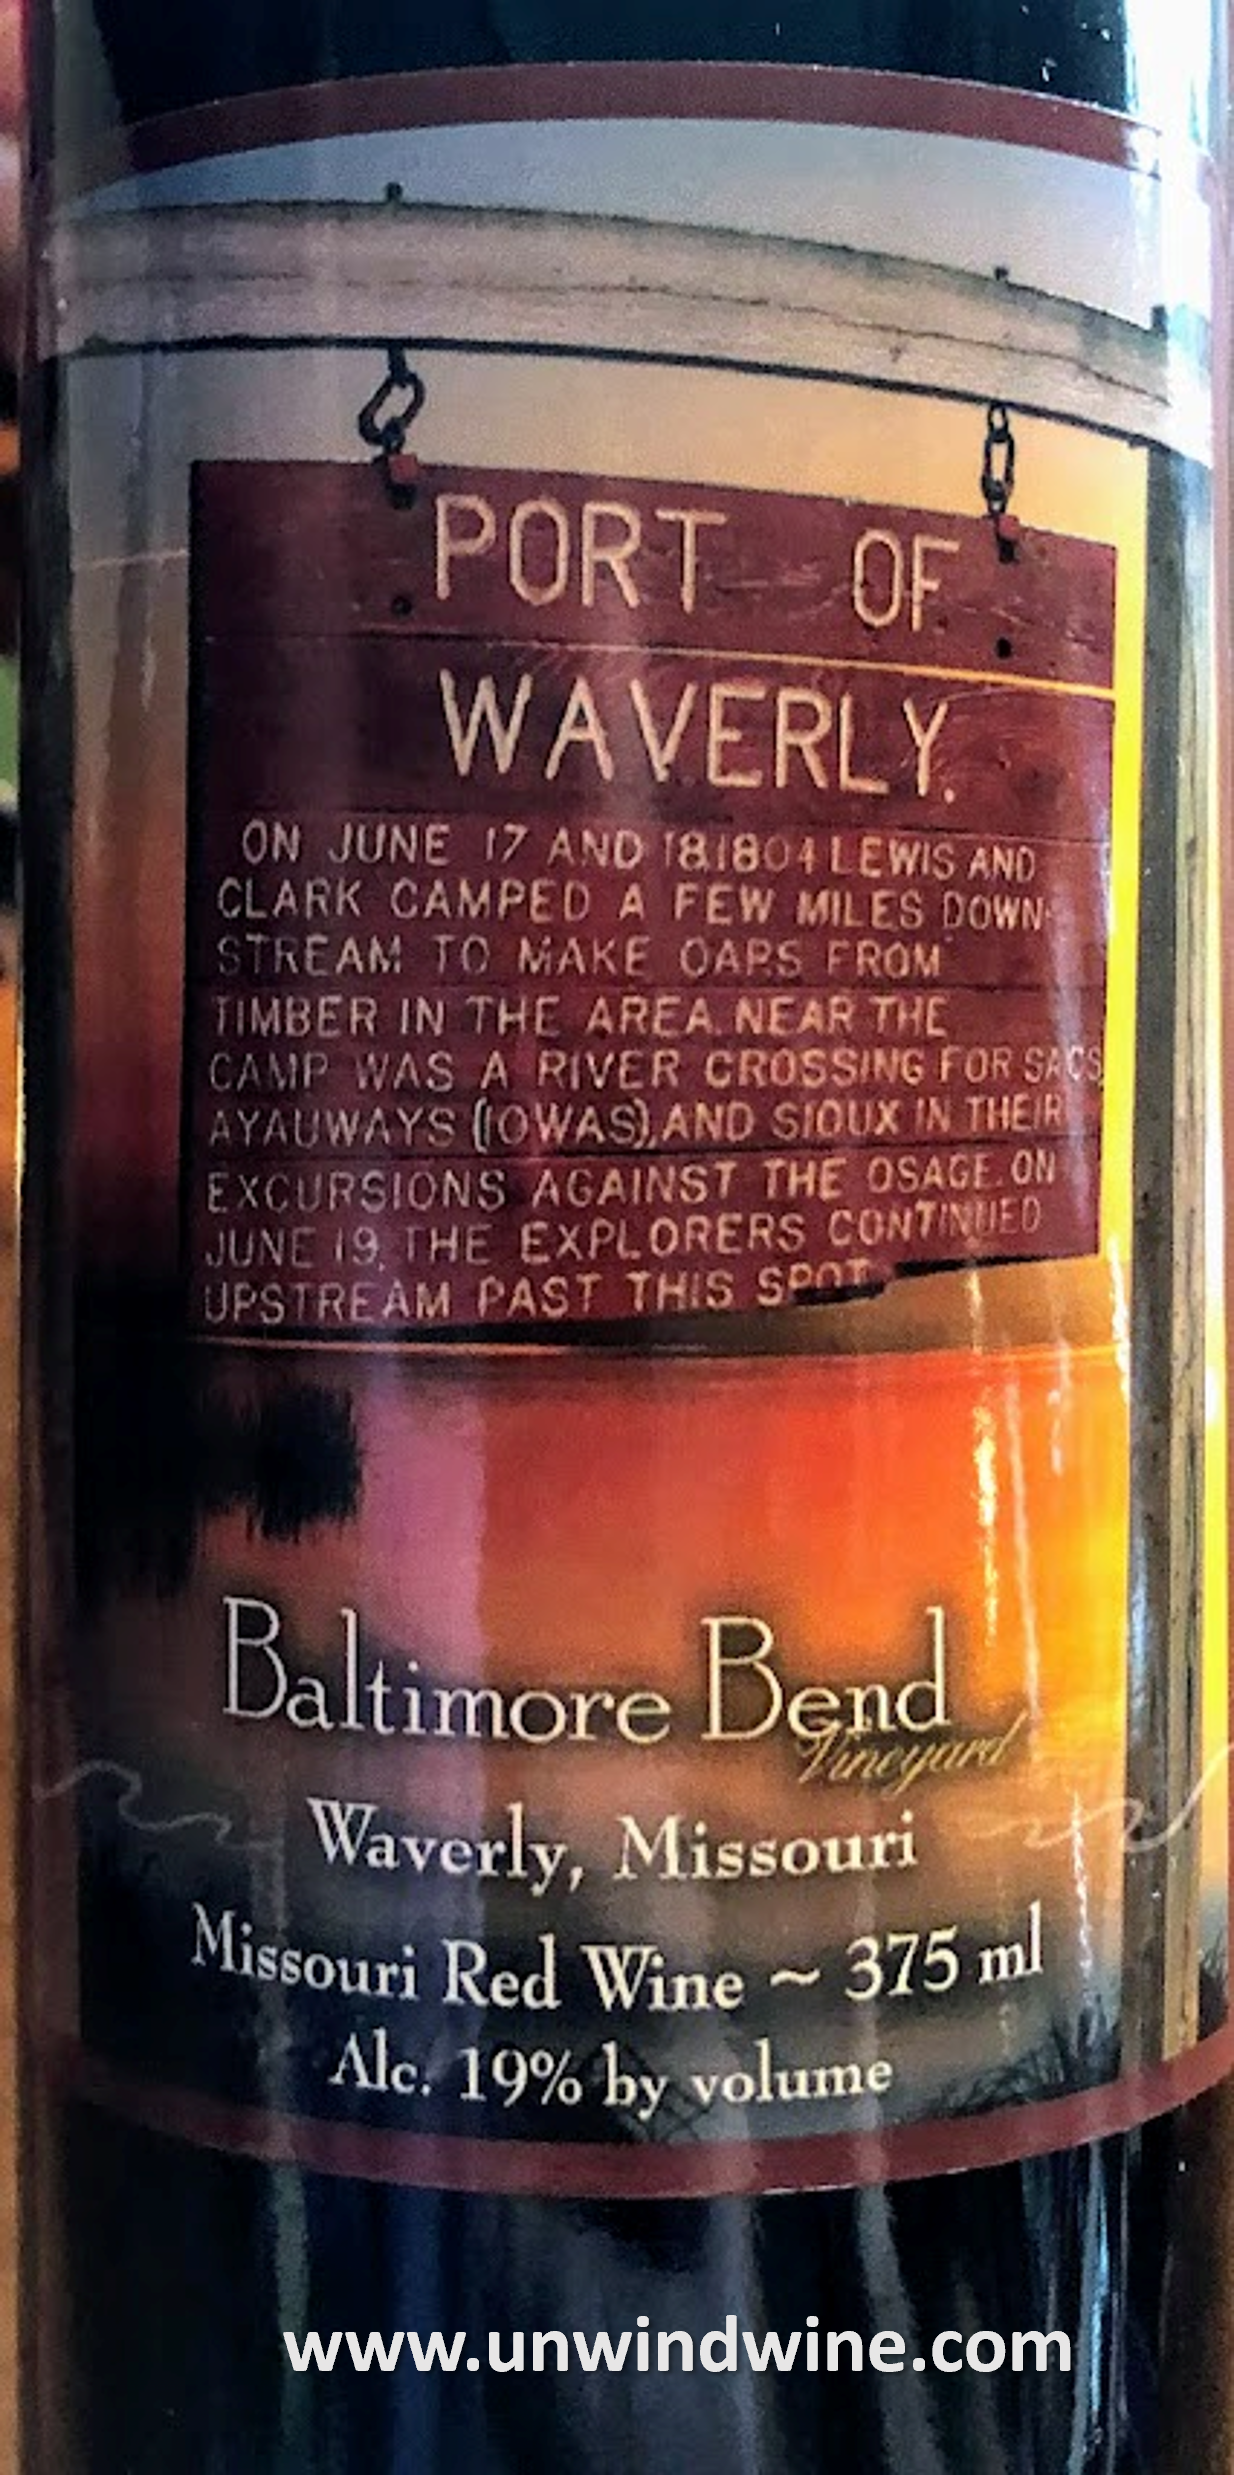 PORT OF
WAVERLY.
ON JUNE 17 AND 18.1804 LEWIS AND
CLARK CAMPED A FEW MILES DOWN-
STREAM TO MAKE OARS FROM
TIMBER IN THE AREA. NEAR THE
CAMP WAS A RIVER CROSSING FOR SACS,
AYAUWAYS (IOWAS), AND SIOUX IN THEIR
EXCURSIONS AGAINST THE OSAGE. ON
JUNE 19, THE EXPLORERS CONTINUED
UPSTREAM PAST THIS SPOT
Baltimore Bend
Vineyard
Waverly, Missouri
Missouri Red Wine ~ 375 ml
Alc. 19% by volume
www.unwindwine.com